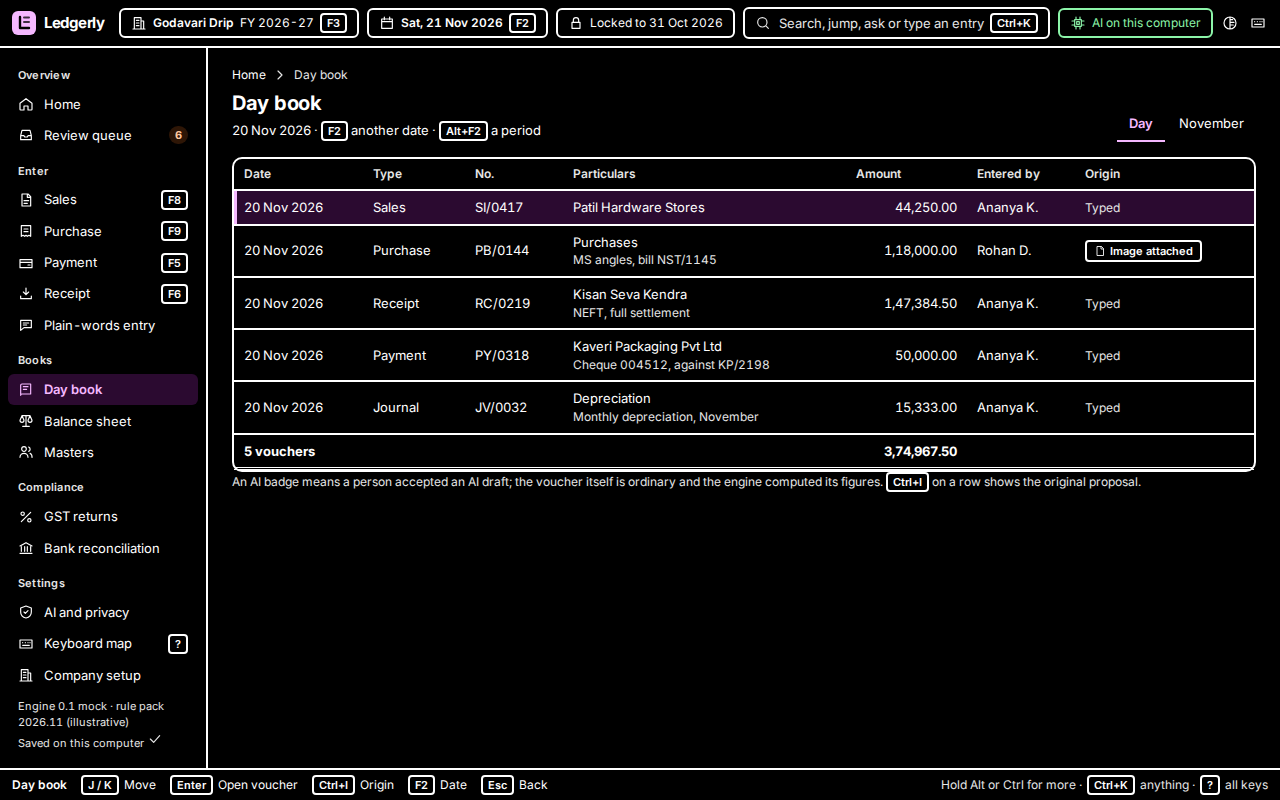 Ledgerly Godavari Drip FY 2026-27 F3 Sat, 21 Nov 2026 F2 Locked to 31 Oct 2026 Search, jump, ask or type an entry Ctrl+K AI on this computer
Overview
Home
Review queue 6
Enter
Sales F8
Purchase F9
Payment F5
Receipt F6
Plain-words entry
Books
Day book
Balance sheet
Masters
Compliance
GST returns
Bank reconciliation
Settings
AI and privacy
Keyboard map ?
Company setup
Engine 0.1 mock · rule pack
2026.11 (illustrative)
Saved on this computer
Home Day book
Day book
20 Nov 2026 · F2 another date · Alt+F2 a period
Day November
Date Type No. Particulars Amount Entered by Origin
20 Nov 2026 Sales SI/0417 Patil Hardware Stores 44,250.00 Ananya K. Typed
20 Nov 2026 Purchase PB/0144 Purchases 1,18,000.00 Rohan D. Image attached
MS angles, bill NST/1145
20 Nov 2026 Receipt RC/0219 Kisan Seva Kendra 1,47,384.50 Ananya K. Typed
NEFT, full settlement
20 Nov 2026 Payment PY/0318 Kaveri Packaging Pvt Ltd 50,000.00 Ananya K. Typed
Cheque 004512, against KP/2198
20 Nov 2026 Journal JV/0032 Depreciation 15,333.00 Ananya K. Typed
Monthly depreciation, November
5 vouchers 3,74,967.50
An AI badge means a person accepted an AI draft; the voucher itself is ordinary and the engine computed its figures. Ctrl+I on a row shows the original proposal.
Day book J / K Move Enter Open voucher Ctrl+I Origin F2 Date Esc Back Hold Alt or Ctrl for more · Ctrl+K anything · ? all keys